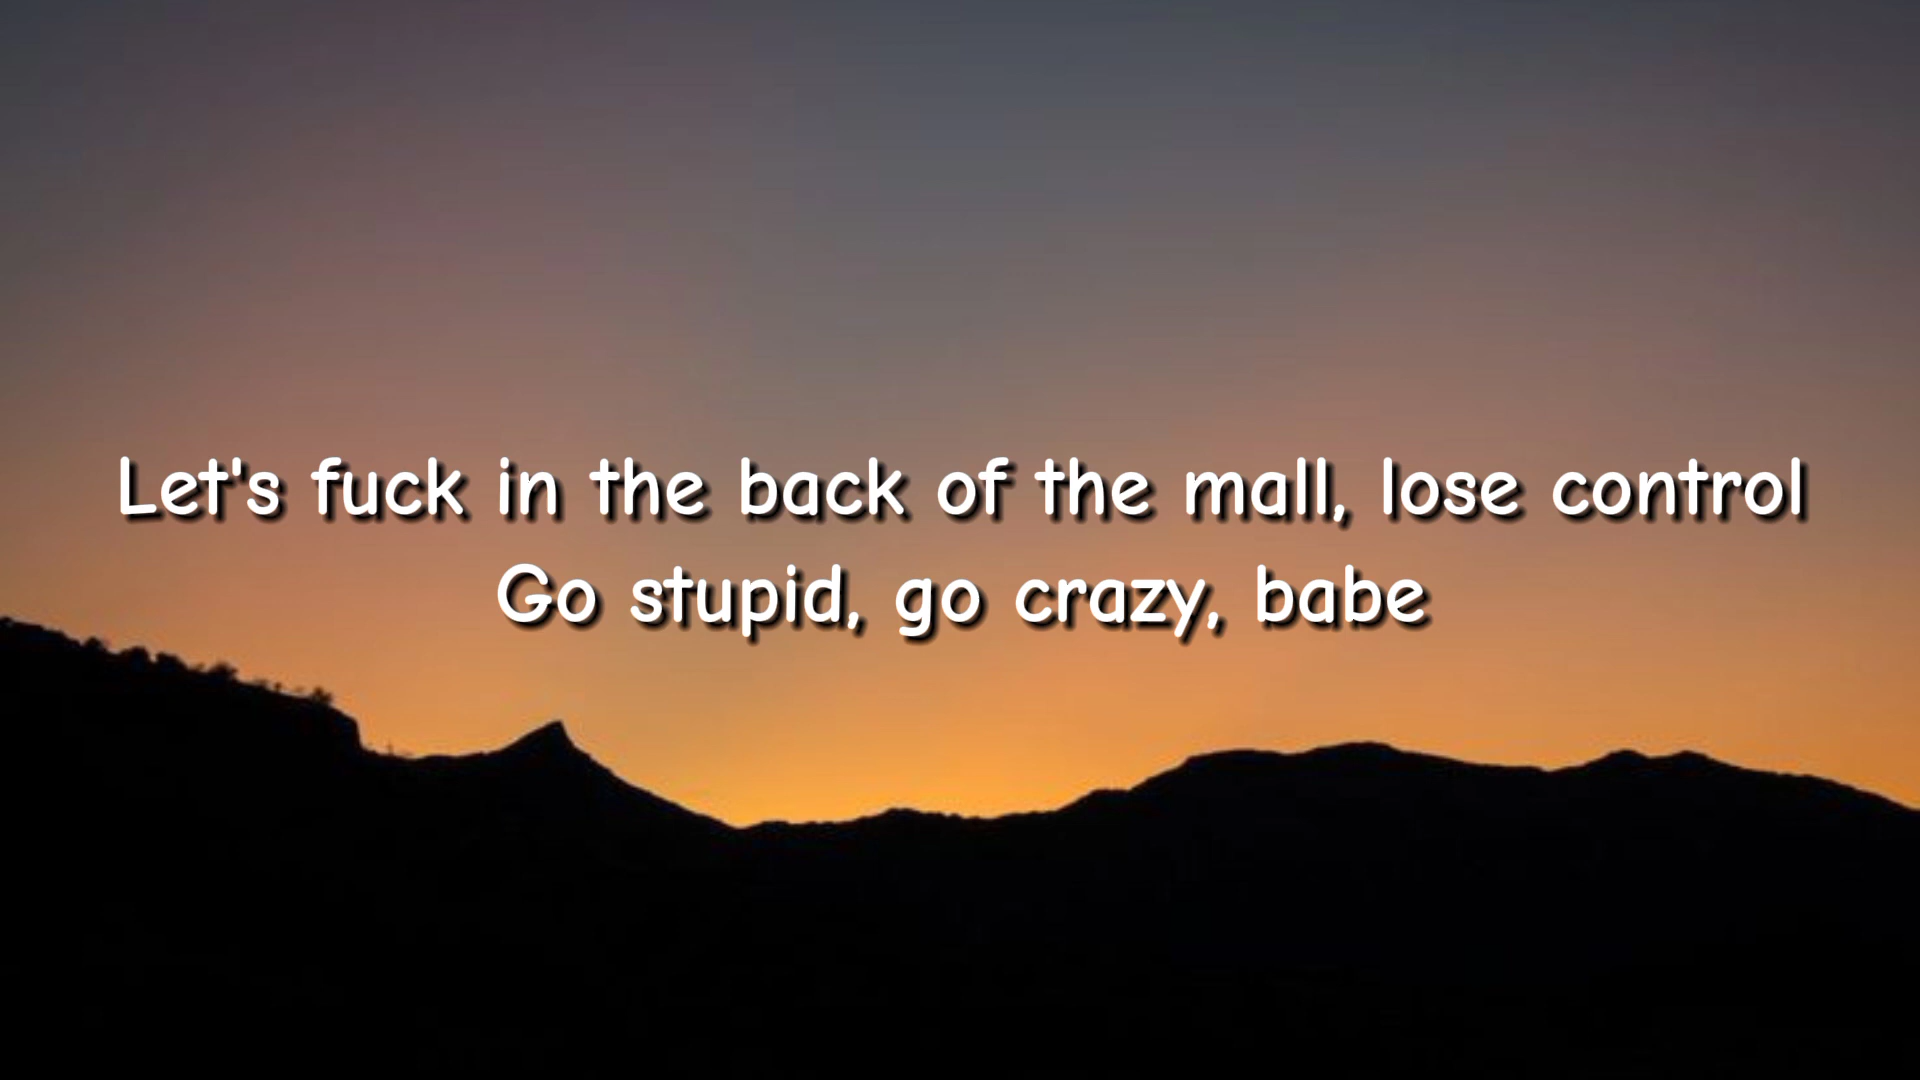 Let's fuck in the back of the mall, lose control
Go stupid, go crazy, babe